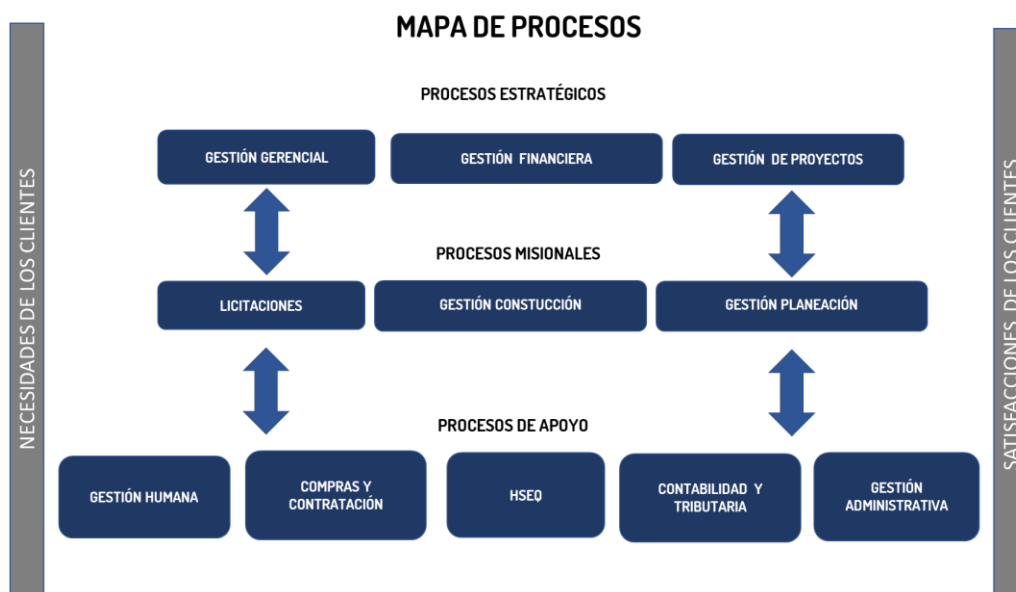 MAPA DE PROCESOS
NECESIDADES DE LOS CLIENTES
PROCESOS ESTRATÉGICOS
GESTIÓN GERENCIAL
GESTIÓN FINANCIERA
GESTIÓN DE PROYECTOS
PROCESOS MISIONALES
LICITACIONES
GESTIÓN CONSTUCCIÓN
GESTIÓN PLANEACIÓN
PROCESOS DE APOYO
GESTIÓN HUMANA
COMPRAS Y
CONTRATACIÓN
HSEQ
CONTABILIDAD Y
TRIBUTARIA
GESTIÓN
ADMINISTRATIVA
SATISFACCIONES DE LOS CLIENTES